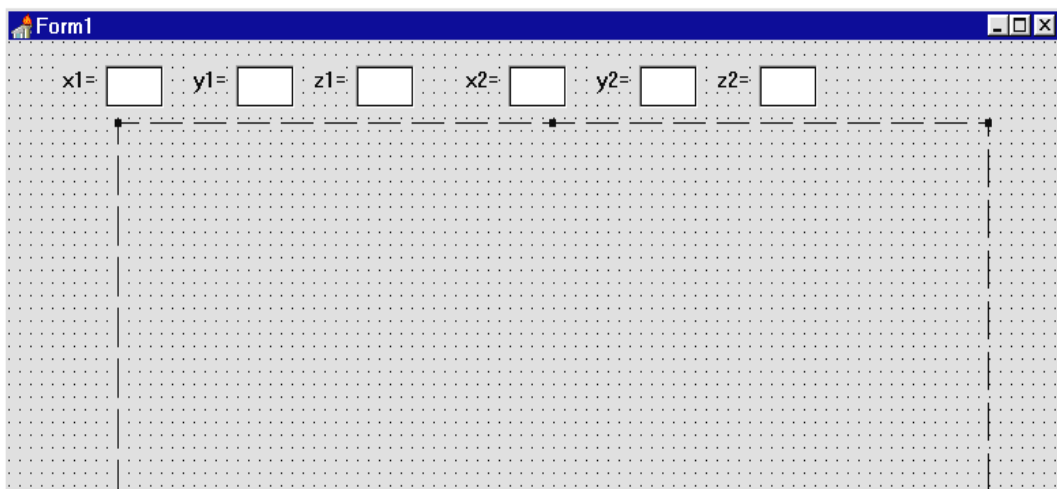 Form1
x1= y1= z1= x2= y2= z2=